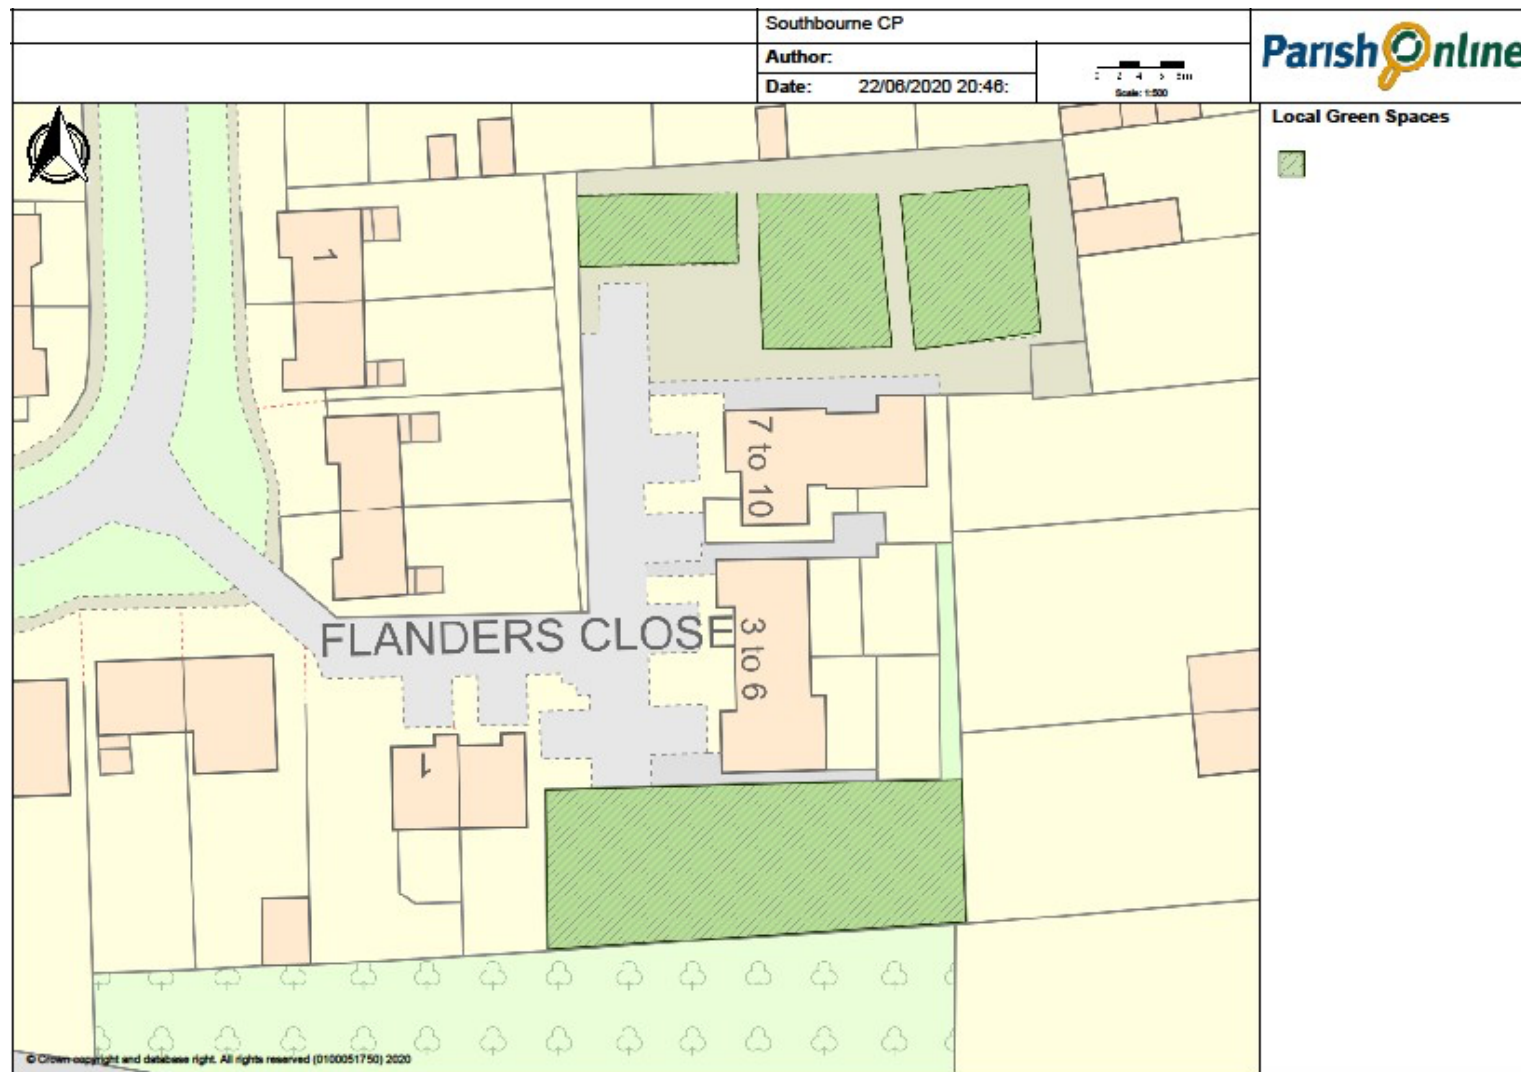 Southbourne CP
Author:
Date: 22/06/2020 20:46:
Scale: 1:500
Parish Online
Local Green Spaces
1
7 to 10
FLANDERS CLOSE
3 to 6
1
© Crown copyright and database right. All rights reserved (0100051750) 2020